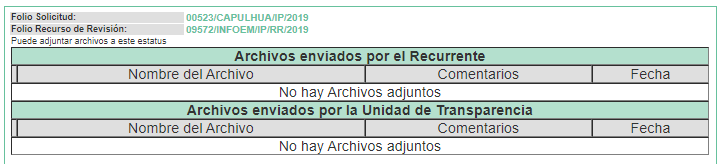 Folio Solicitud: 00523/CAPULHUA/IP/2019
Folio Recurso de Revisión: 09572/INFOEM/IP/RR/2019
Puede adjuntar archivos a este estatus
Archivos enviados por el Recurrente
Nombre del Archivo Comentarios Fecha
No hay Archivos adjuntos
Archivos enviados por la Unidad de Transparencia
Nombre del Archivo Comentarios Fecha
No hay Archivos adjuntos